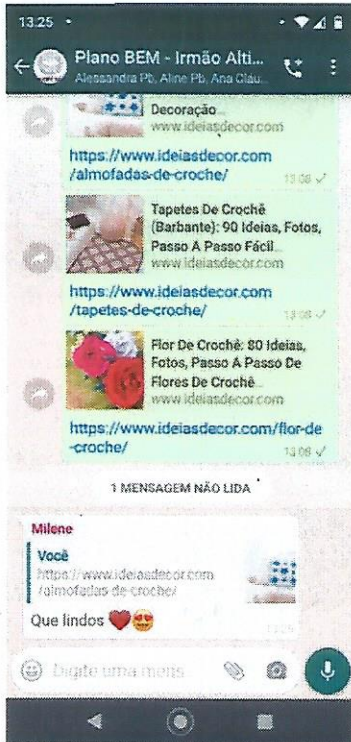 13:25
Plano BEM - Irmão Alti...
Alessandra Pb, Aline Pb, Ana Cláu...
Decoração...
www.ideiasdecor.com
https://www.ideiasdecor.com
/almofadas-de-croche/
13:08
Tapetes De Crochê
(Barbante): 90 Ideias, Fotos,
Passo A Passo Fácil...
www.ideiasdecor.com
https://www.ideiasdecor.com
/tapetes-de-croche/
13:08
Flor De Crochê: 80 Ideias,
Fotos, Passo A Passo De
Flores De Crochê...
www.ideiasdecor.com
https://www.ideiasdecor.com/flor-de
-croche/
13:08
1 MENSAGEM NÃO LIDA
Milene
Você
https://www.ideiasdecor.com
/almofadas-de-croche/
Que lindos ❤️😍
13:25
Digite uma mens